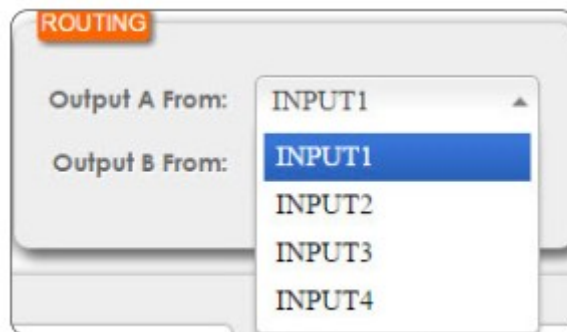 ROUTING
Output A From: INPUT1
INPUT1
Output B From:
INPUT2
INPUT3
INPUT4